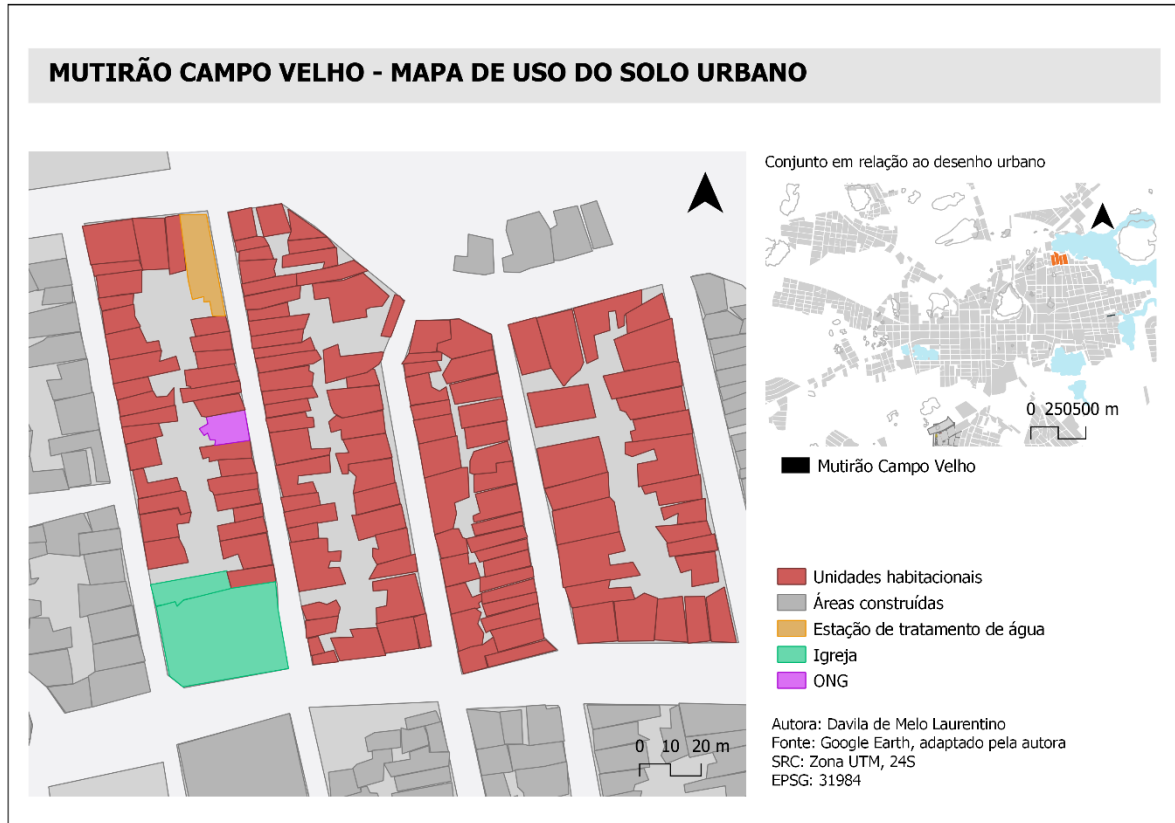 MUTIRÃO CAMPO VELHO - MAPA DE USO DO SOLO URBANO
Conjunto em relação ao desenho urbano
0 250500 m
Mutirão Campo Velho
Unidades habitacionais
Áreas construídas
Estação de tratamento de água
Igreja
ONG
0 10 20 m
Autora: Davila de Melo Laurentino
Fonte: Google Earth, adaptado pela autora
SRC: Zona UTM, 24S
EPSG: 31984